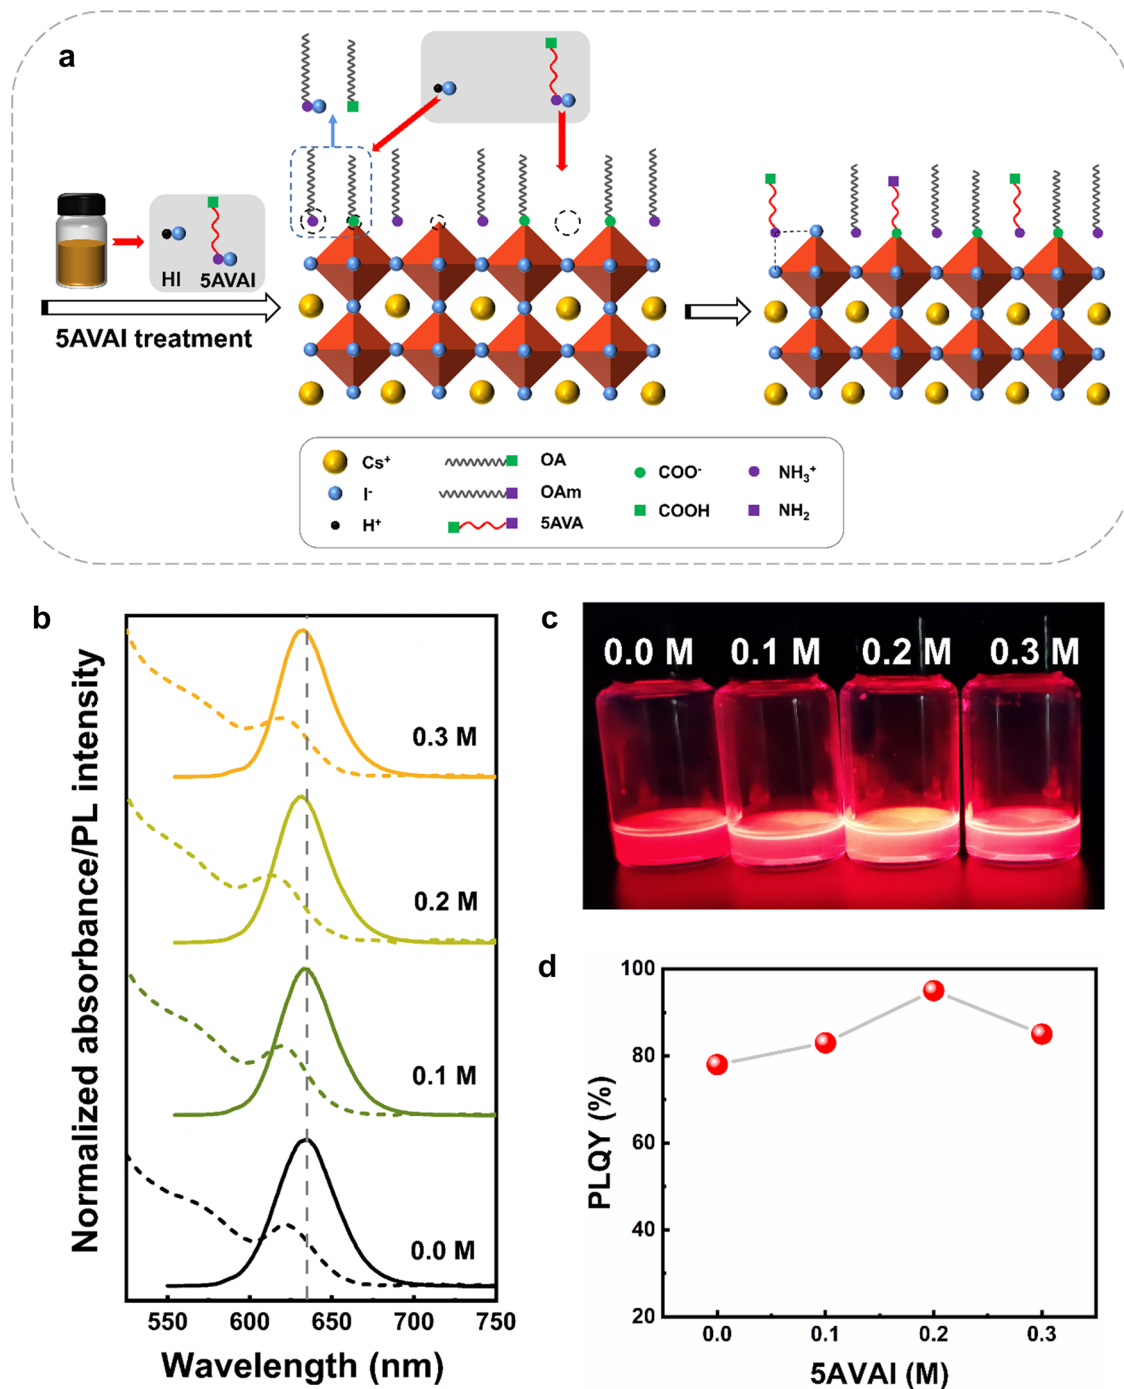 a
HI 5AVAI
5AVAI treatment
Cs⁺ OA COO⁻ NH₃⁺
I⁻ OAm COOH NH₂
H⁺ 5AVA
b
Normalized absorbance/PL intensity
0.3 M
0.2 M
0.1 M
0.0 M
550 600 650 700 750
Wavelength (nm)
c
0.0 M 0.1 M 0.2 M 0.3 M
d
PLQY (%)
100
80
60
40
20
0.0 0.1 0.2 0.3
5AVAI (M)